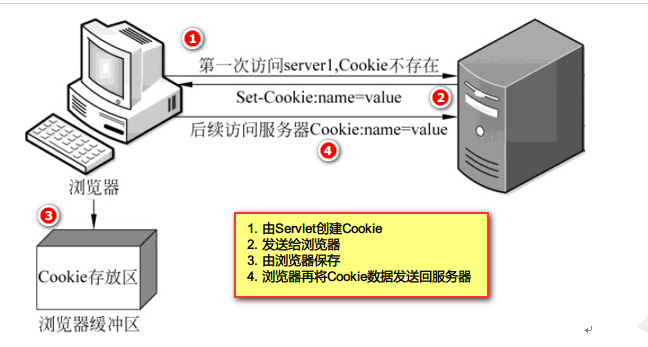 1
第一次访问server1,Cookie不存在
Set-Cookie:name=value
2
后续访问服务器Cookie:name=value
4
浏览器
3
Cookie存放区
浏览器缓冲区
1. 由Servlet创建Cookie
2. 发送给浏览器
3. 由浏览器保存
4. 浏览器再将Cookie数据发送回服务器